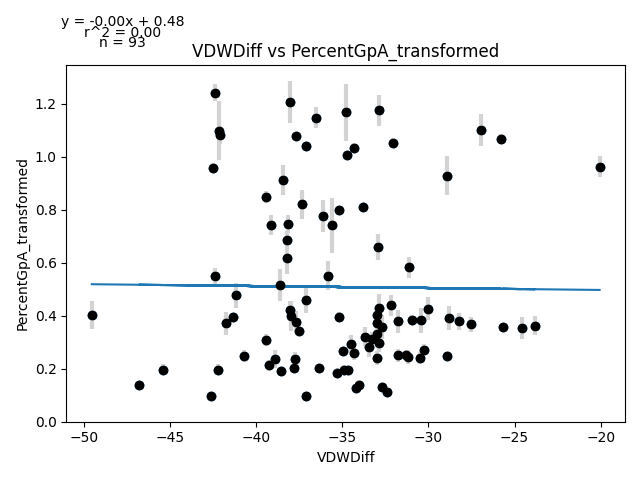 y = -0.00x + 0.48
r^2 = 0.00
n = 93
VDWDiff vs PercentGpA_transformed
PercentGpA_transformed
1.2
1.0
0.8
0.6
0.4
0.2
0.0
−50 −45 −40 −35 −30 −25 −20
VDWDiff